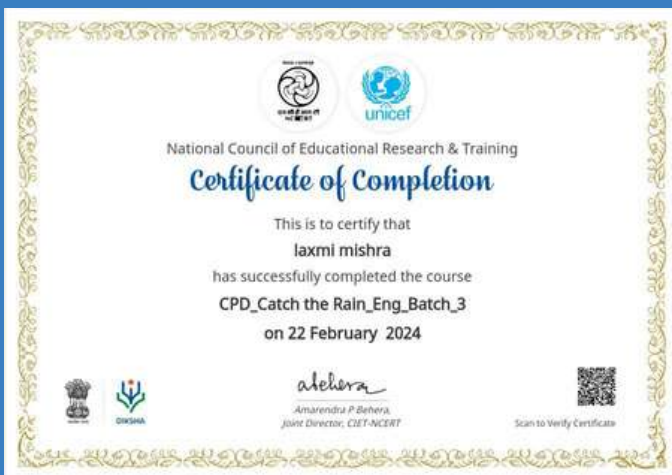 unicef
National Council of Educational Research & Training
Certificate of Completion
This is to certify that
laxmi mishra
has successfully completed the course
CPD_Catch the Rain_Eng_Batch_3
on 22 February 2024
abehera
Amarendra P Behera,
Joint Director, CIET-NCERT
DIKSHA
Scan to Verify Certificate